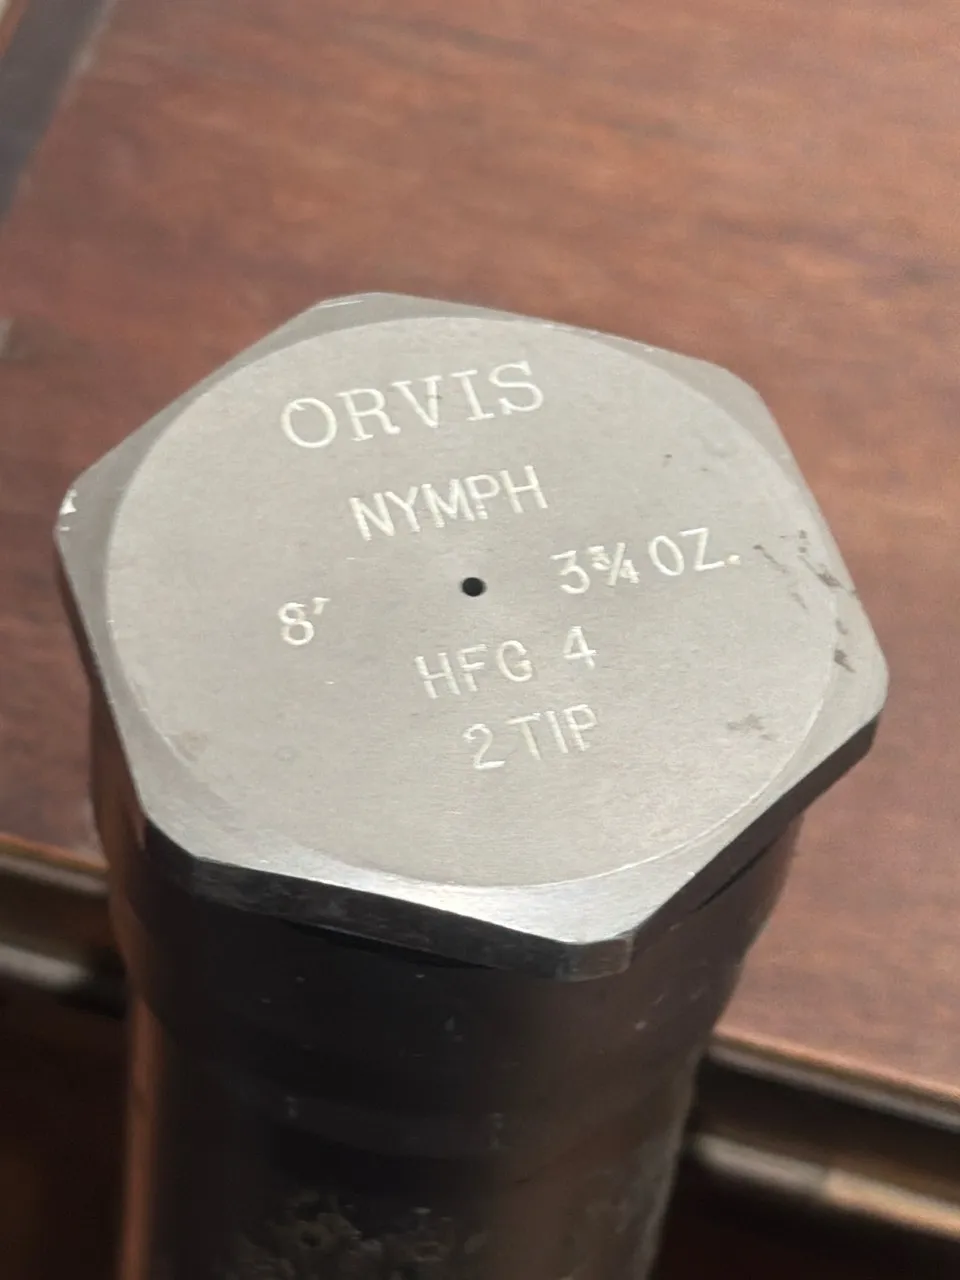 ORVIS
NYMPH
8' 3¾ OZ.
HFG 4
2 TIP